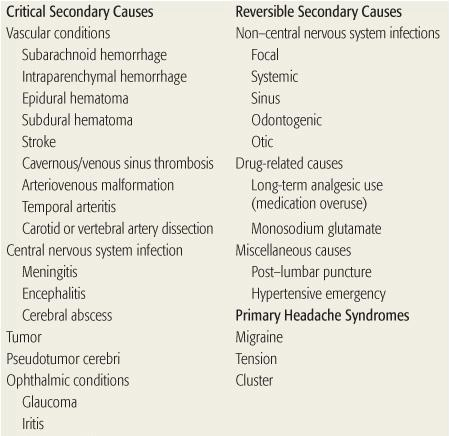 Critical Secondary Causes
Vascular conditions
Subarachnoid hemorrhage
Intraparenchymal hemorrhage
Epidural hematoma
Subdural hematoma
Stroke
Cavernous/venous sinus thrombosis
Arteriovenous malformation
Temporal arteritis
Carotid or vertebral artery dissection
Central nervous system infection
Meningitis
Encephalitis
Cerebral abscess
Tumor
Pseudotumor cerebri
Ophthalmic conditions
Glaucoma
Iritis
Reversible Secondary Causes
Non–central nervous system infections
Focal
Systemic
Sinus
Odontogenic
Otic
Drug-related causes
Long-term analgesic use
(medication overuse)
Monosodium glutamate
Miscellaneous causes
Post–lumbar puncture
Hypertensive emergency
Primary Headache Syndromes
Migraine
Tension
Cluster